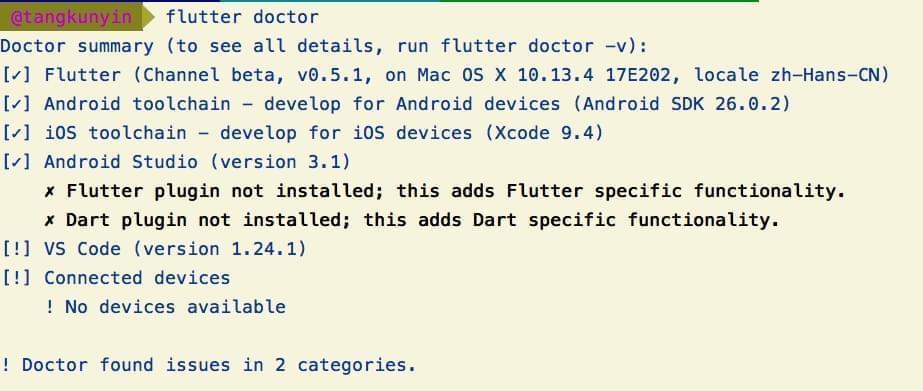 @tangkunyin flutter doctor
Doctor summary (to see all details, run flutter doctor -v):
[✓] Flutter (Channel beta, v0.5.1, on Mac OS X 10.13.4 17E202, locale zh-Hans-CN)
[✓] Android toolchain - develop for Android devices (Android SDK 26.0.2)
[✓] iOS toolchain - develop for iOS devices (Xcode 9.4)
[✓] Android Studio (version 3.1)
✗ Flutter plugin not installed; this adds Flutter specific functionality.
✗ Dart plugin not installed; this adds Dart specific functionality.
[!] VS Code (version 1.24.1)
[!] Connected devices
! No devices available
! Doctor found issues in 2 categories.